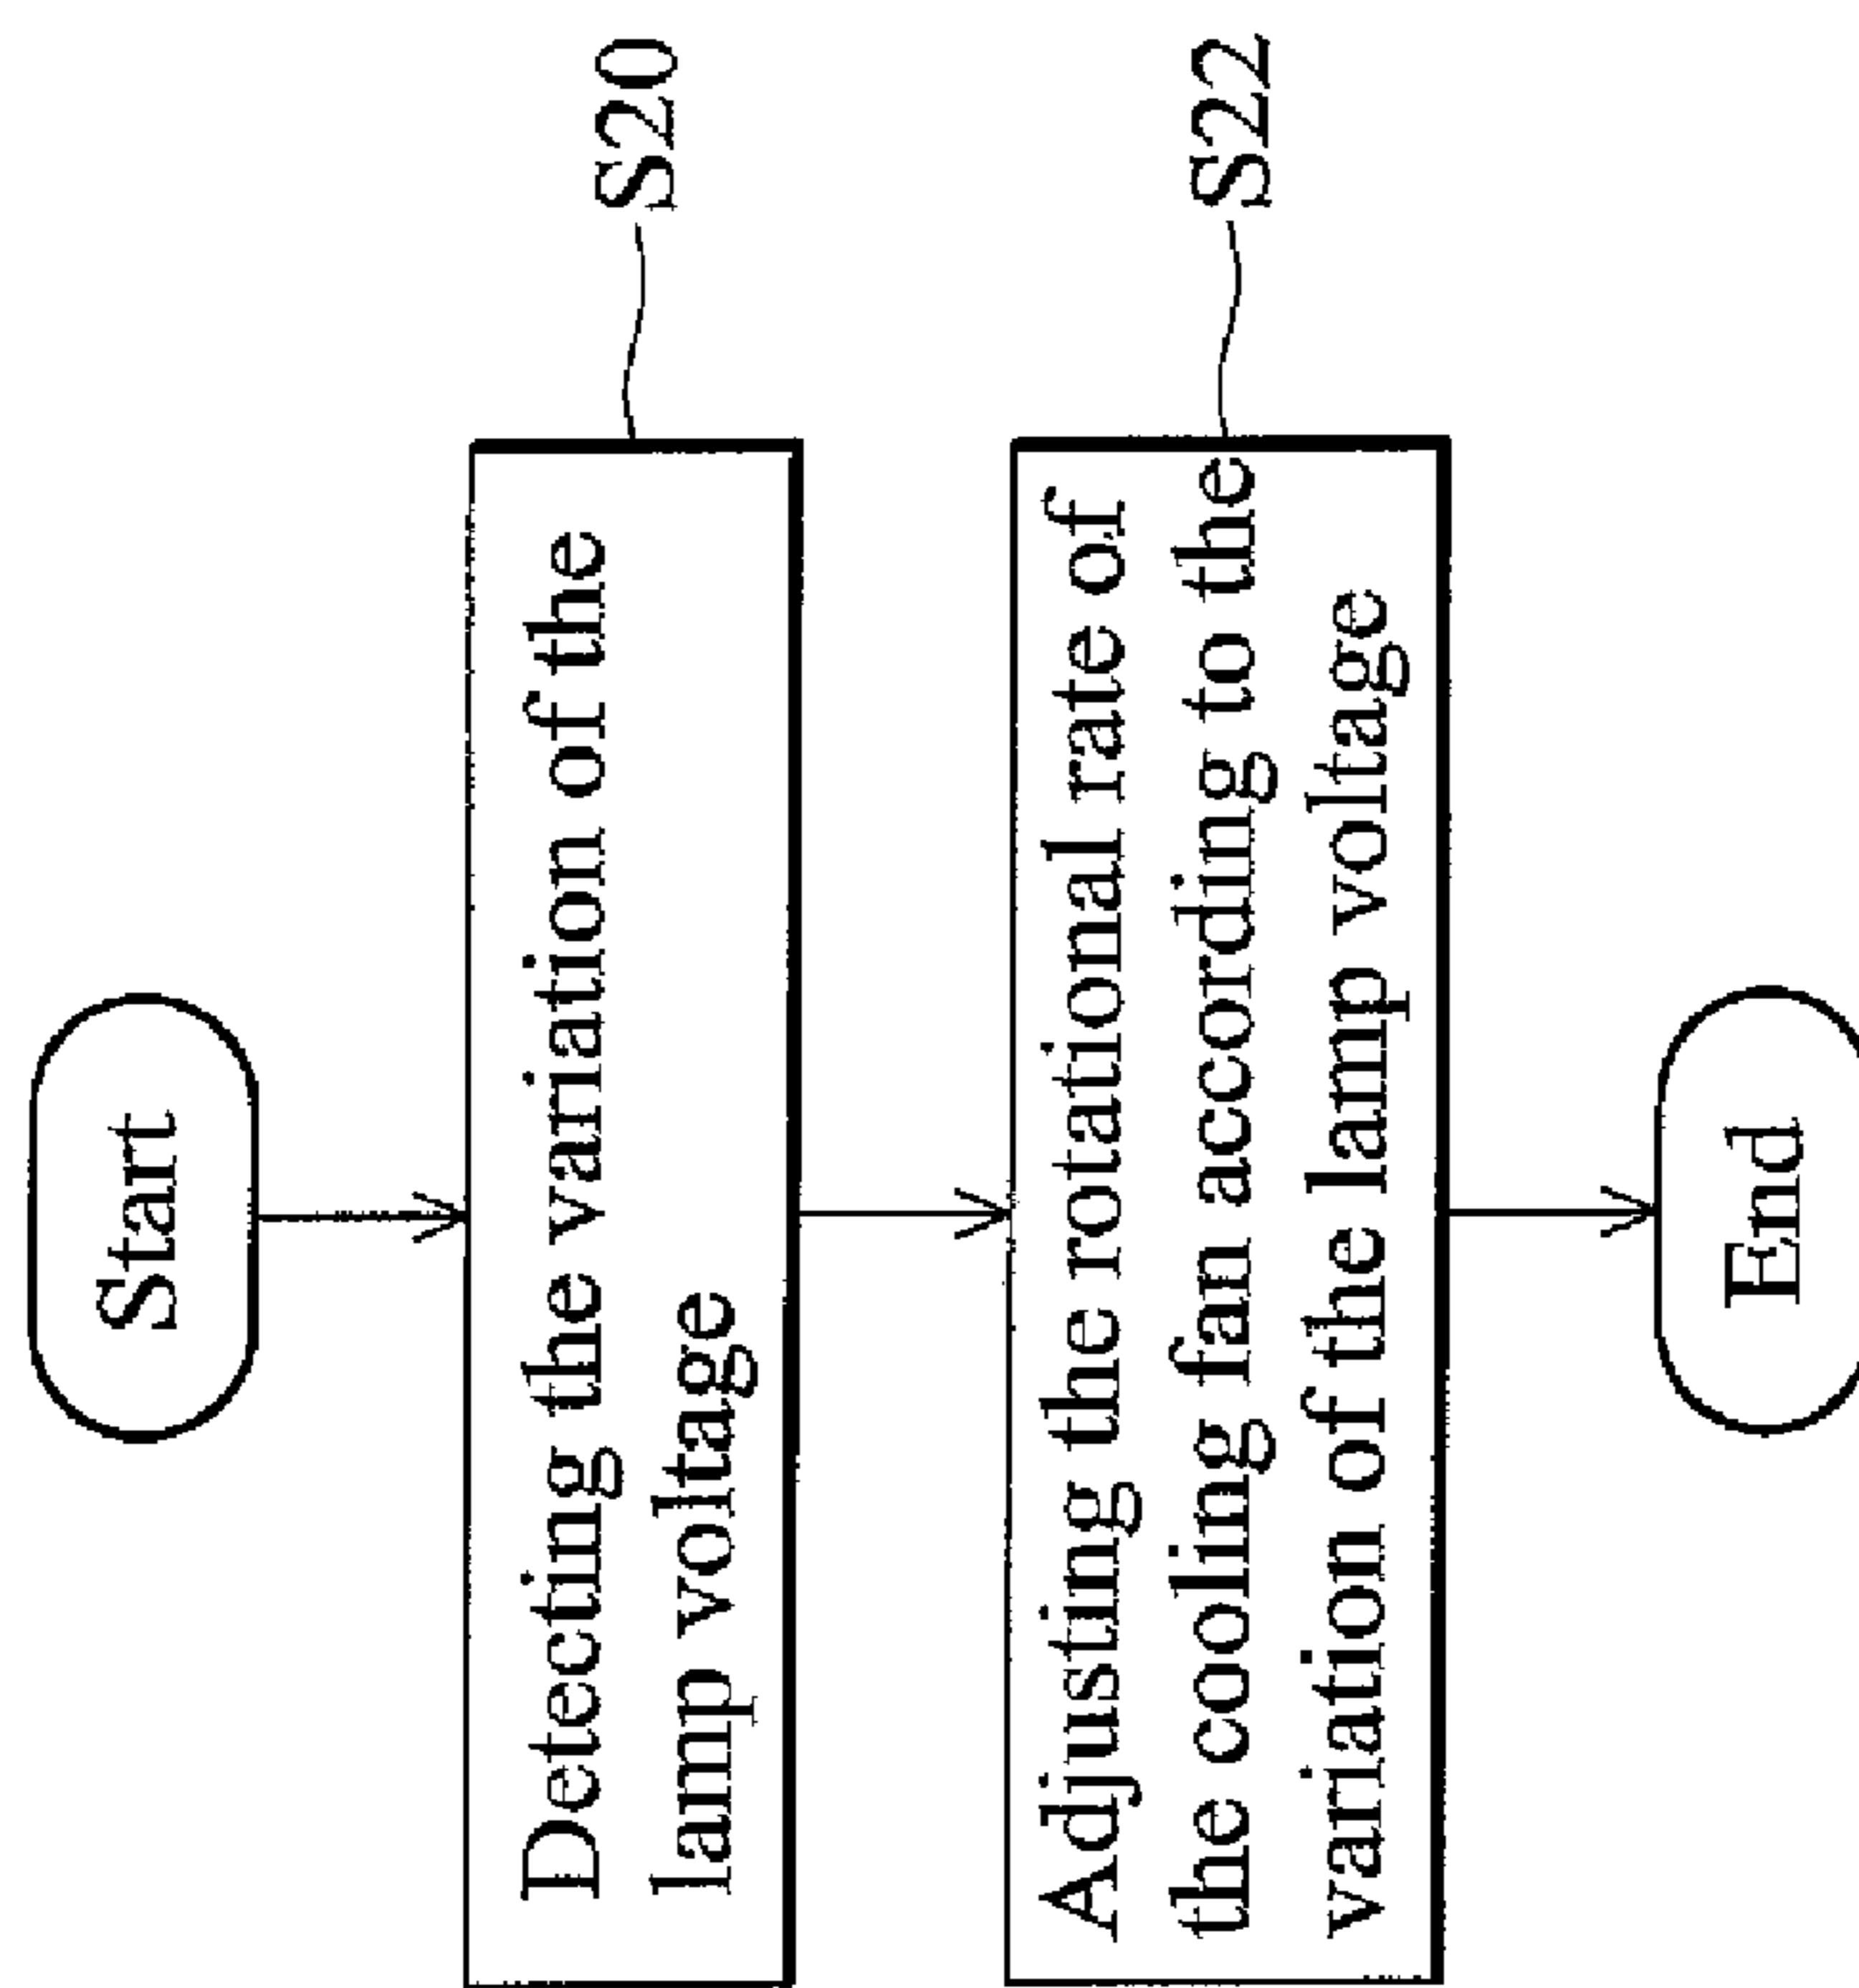 Start
Detecting the variation of the
lamp voltage
S20
Adjusting the rotational rate of
the cooling fan according to the
variation of the lamp voltage
S22
End